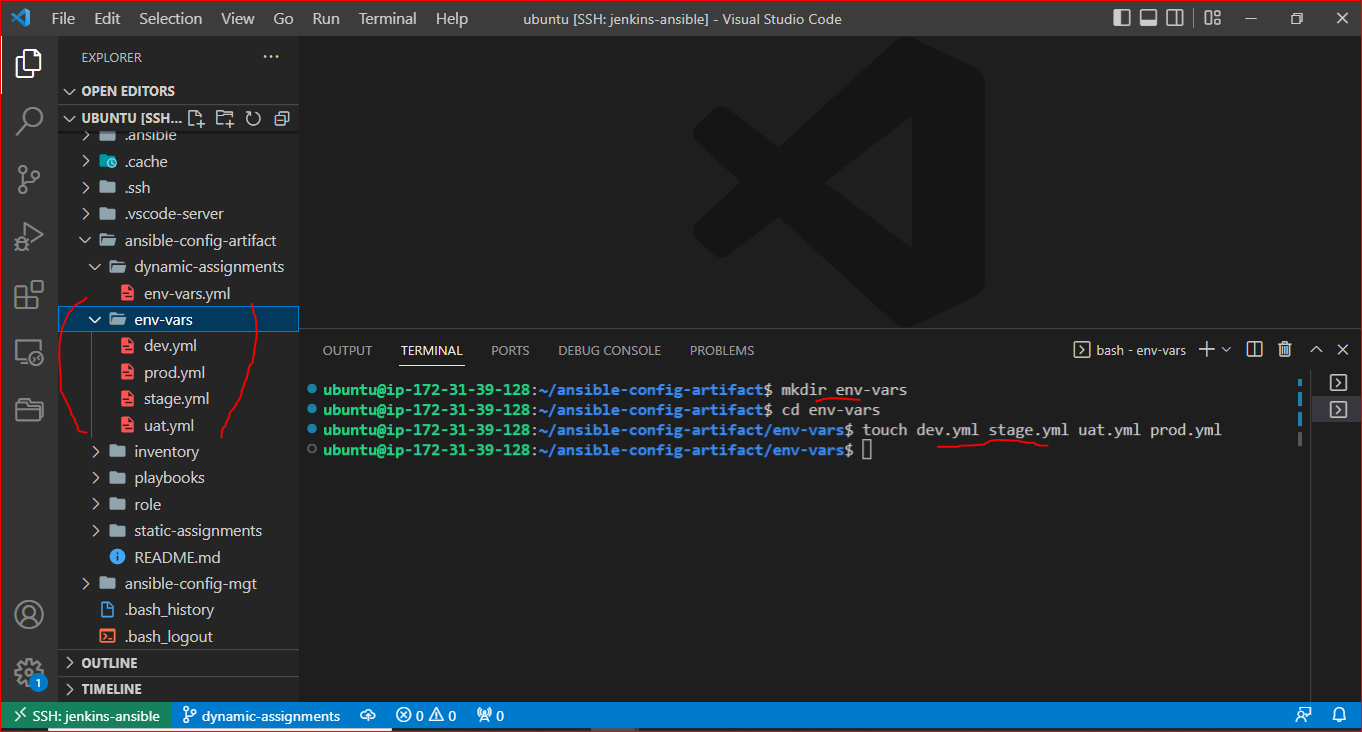 File Edit Selection View Go Run Terminal Help ubuntu [SSH: jenkins-ansible] - Visual Studio Code
EXPLORER
OPEN EDITORS
UBUNTU [SSH...
.ansible
.cache
.ssh
.vscode-server
ansible-config-artifact
dynamic-assignments
env-vars.yml
env-vars
dev.yml
prod.yml
stage.yml
uat.yml
inventory
playbooks
role
static-assignments
README.md
ansible-config-mgt
.bash_history
.bash_logout
OUTLINE
TIMELINE
OUTPUT TERMINAL PORTS DEBUG CONSOLE PROBLEMS bash - env-vars
ubuntu@ip-172-31-39-128:~/ansible-config-artifact$ mkdir env-vars
ubuntu@ip-172-31-39-128:~/ansible-config-artifact$ cd env-vars
ubuntu@ip-172-31-39-128:~/ansible-config-artifact/env-vars$ touch dev.yml stage.yml uat.yml prod.yml
ubuntu@ip-172-31-39-128:~/ansible-config-artifact/env-vars$
1
SSH: jenkins-ansible dynamic-assignments 0 0 0